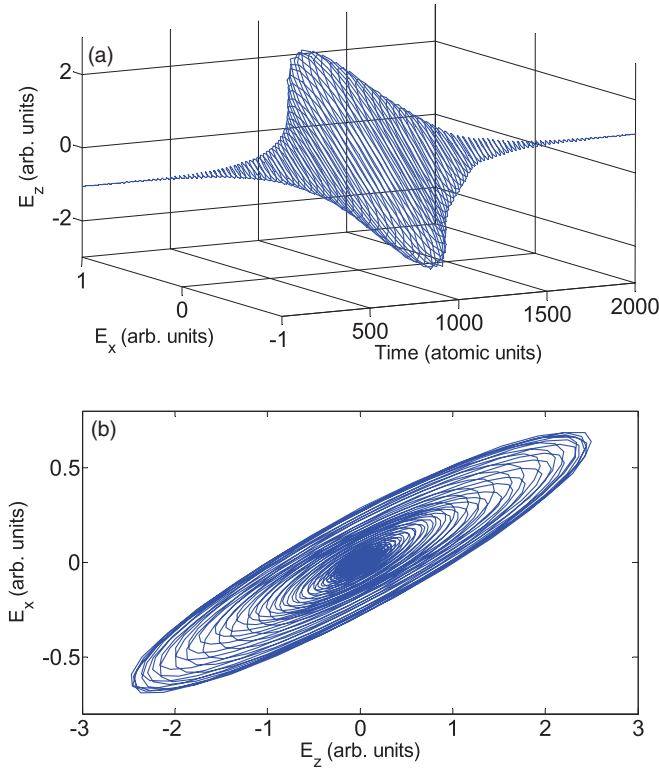 (a)
2
0
-2
E_z (arb. units)
1
0
-1
E_x (arb. units)
500
1000
1500
2000
Time (atomic units)
(b)
0.5
0
-0.5
E_x (arb. units)
-3
-2
-1
0
1
2
3
E_z (arb. units)